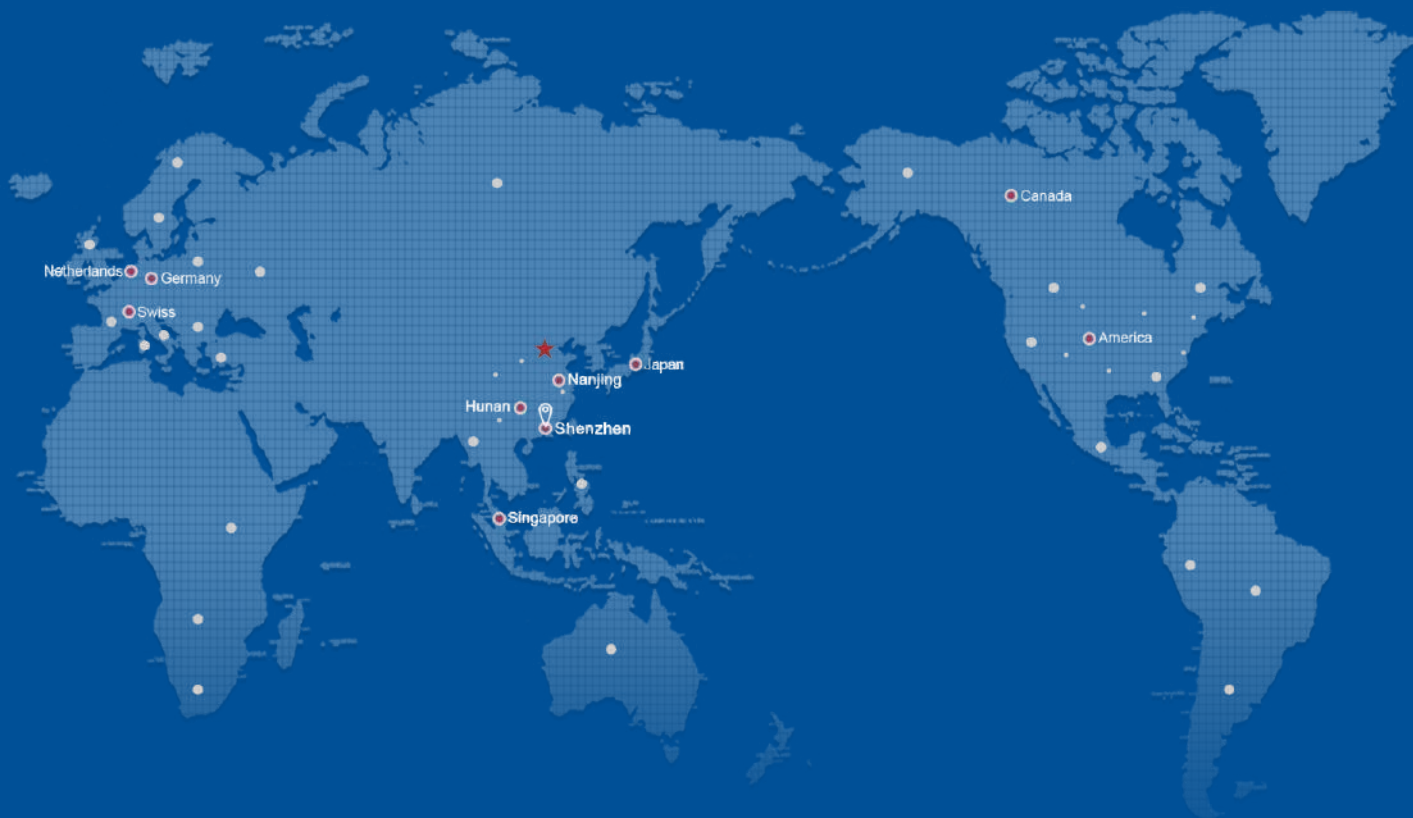 Canada
Netherlands
Germany
Swiss
America
Japan
Nanjing
Hunan
Shenzhen
Singapore